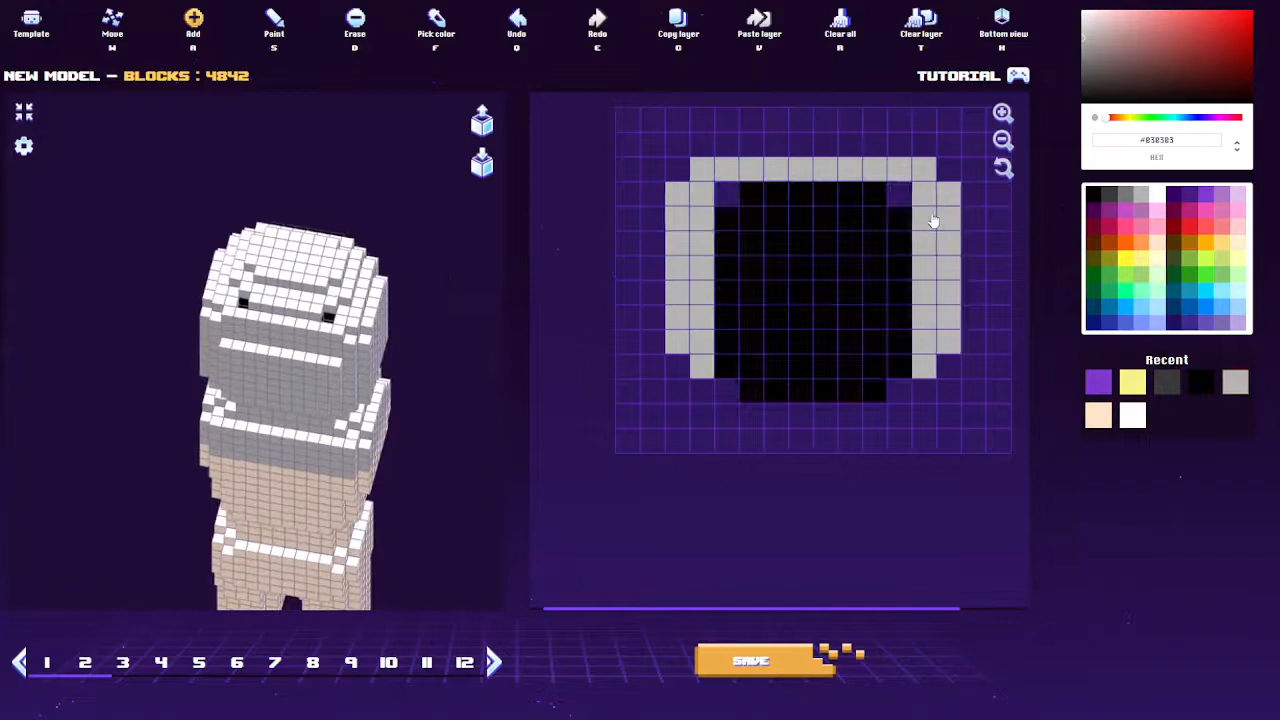 Template Move Add Paint Erase Pick color Undo Redo Copy layer Paste layer Clear all Clear layer Bottom view
W A S D F Q E C V R T H
NEW MODEL – BLOCKS : 4842
TUTORIAL
#030303
HEX
Recent
1 2 3 4 5 6 7 8 9 10 11 12
SAVE